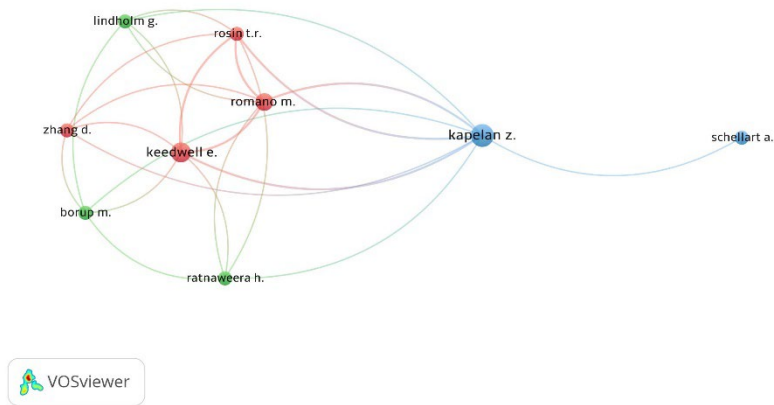 lindholm g.
rosin t.r.
romano m.
zhang d.
kapelan z.
schellart a.
keedwell e.
borup m.
ratnaweera h.
VOSviewer